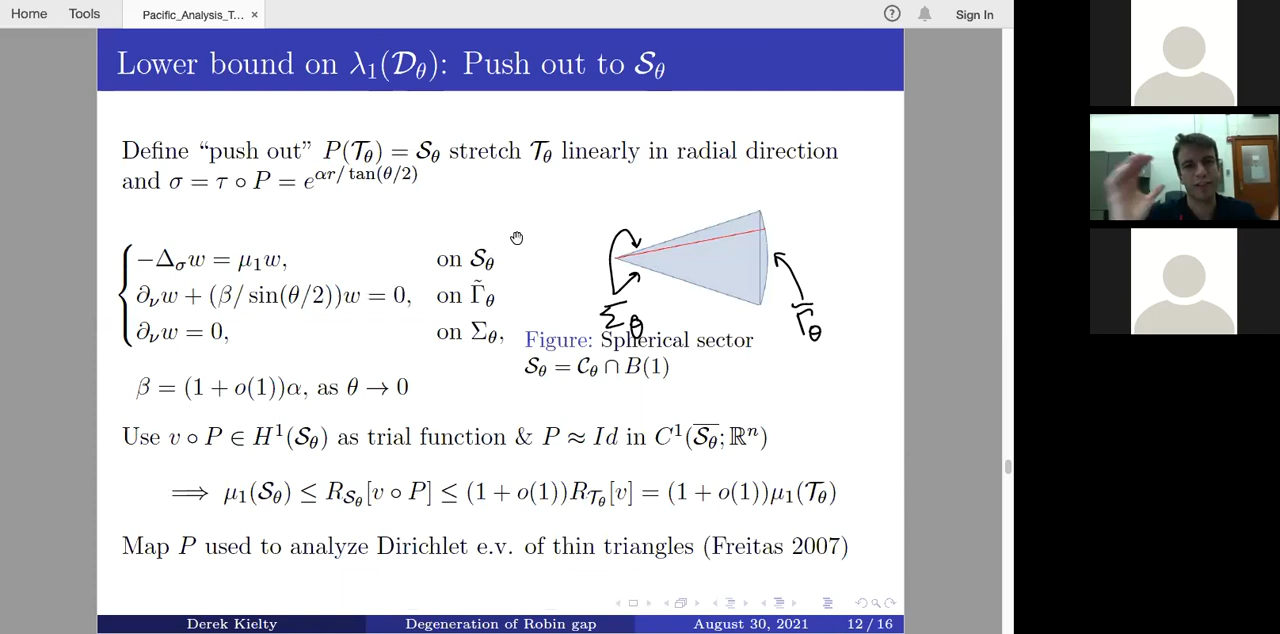 Home Tools Pacific_Analysis_T... × ? Sign In
Lower bound on λ₁(𝒟_θ): Push out to 𝒮_θ
Define “push out” P(𝒯_θ) = 𝒮_θ stretch 𝒯_θ linearly in radial direction
and σ = τ ∘ P = e^{αr/ tan(θ/2)}
−Δ_σ w = μ₁w, on 𝒮_θ
∂_ν w + (β/ sin(θ/2))w = 0, on Γ̃_θ
∂_ν w = 0, on Σ_θ,
Σ_θ
Γ̃_θ
Figure: Spherical sector
𝒮_θ = 𝒞_θ ∩ B(1)
β = (1 + o(1))α, as θ → 0
Use v ∘ P ∈ H¹(𝒮_θ) as trial function & P ≈ Id in C¹(\overline{𝒮_θ}; ℝⁿ)
⟹ μ₁(𝒮_θ) ≤ R_{𝒮_θ}[v ∘ P] ≤ (1 + o(1))R_{𝒯_θ}[v] = (1 + o(1))μ₁(𝒯_θ)
Map P used to analyze Dirichlet e.v. of thin triangles (Freitas 2007)
Derek Kielty Degeneration of Robin gap August 30, 2021 12 / 16